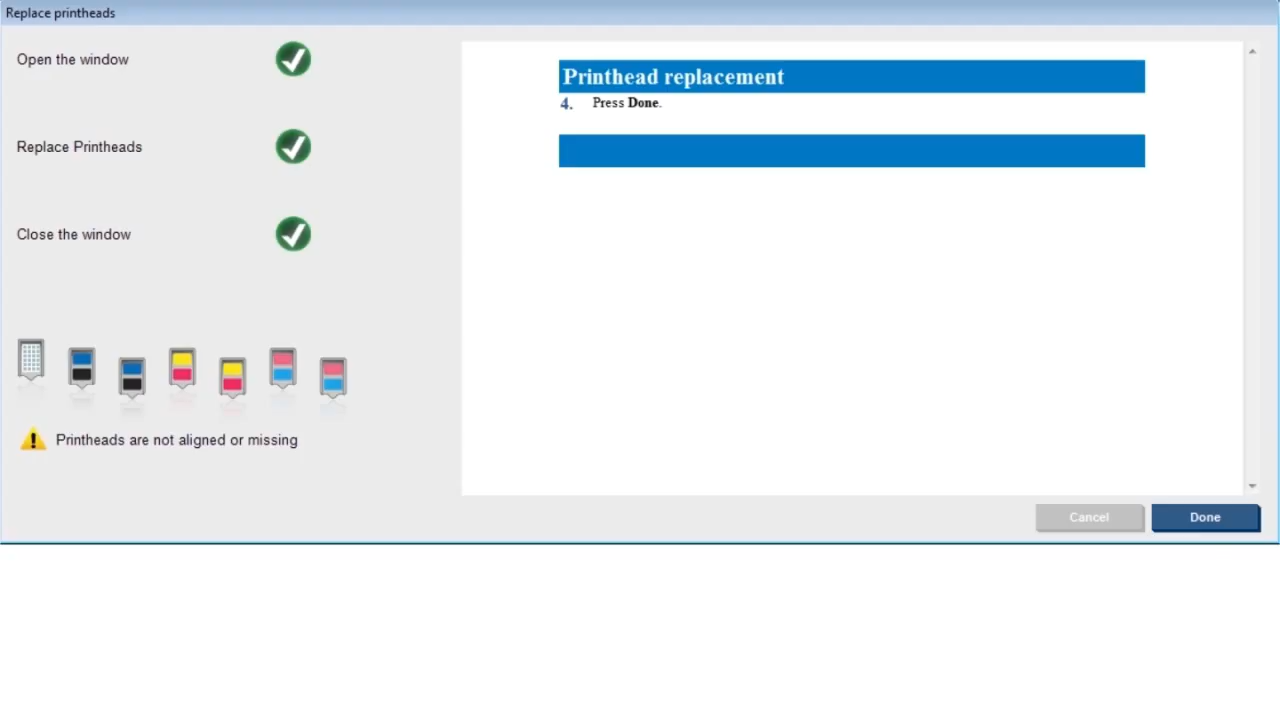 Replace printheads
Open the window
Replace Printheads
Close the window
Printheads are not aligned or missing
Printhead replacement
4. Press Done.
Cancel
Done